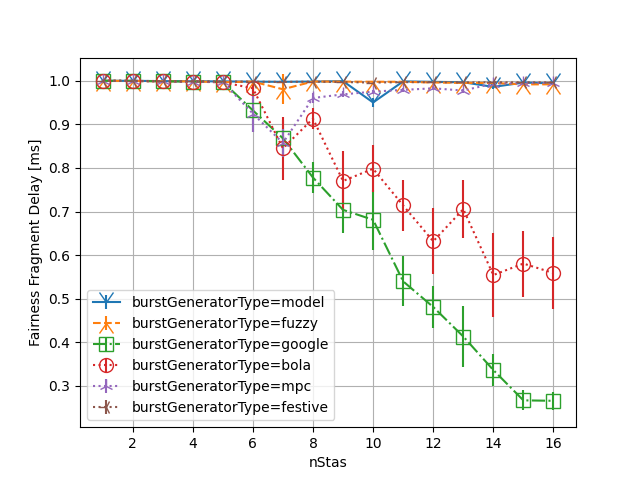 1.0
0.9
0.8
0.7
0.6
0.5
0.4
0.3
Fairness Fragment Delay [ms]
burstGeneratorType=model
burstGeneratorType=fuzzy
burstGeneratorType=google
burstGeneratorType=bola
burstGeneratorType=mpc
burstGeneratorType=festive
2 4 6 8 10 12 14 16
nStas